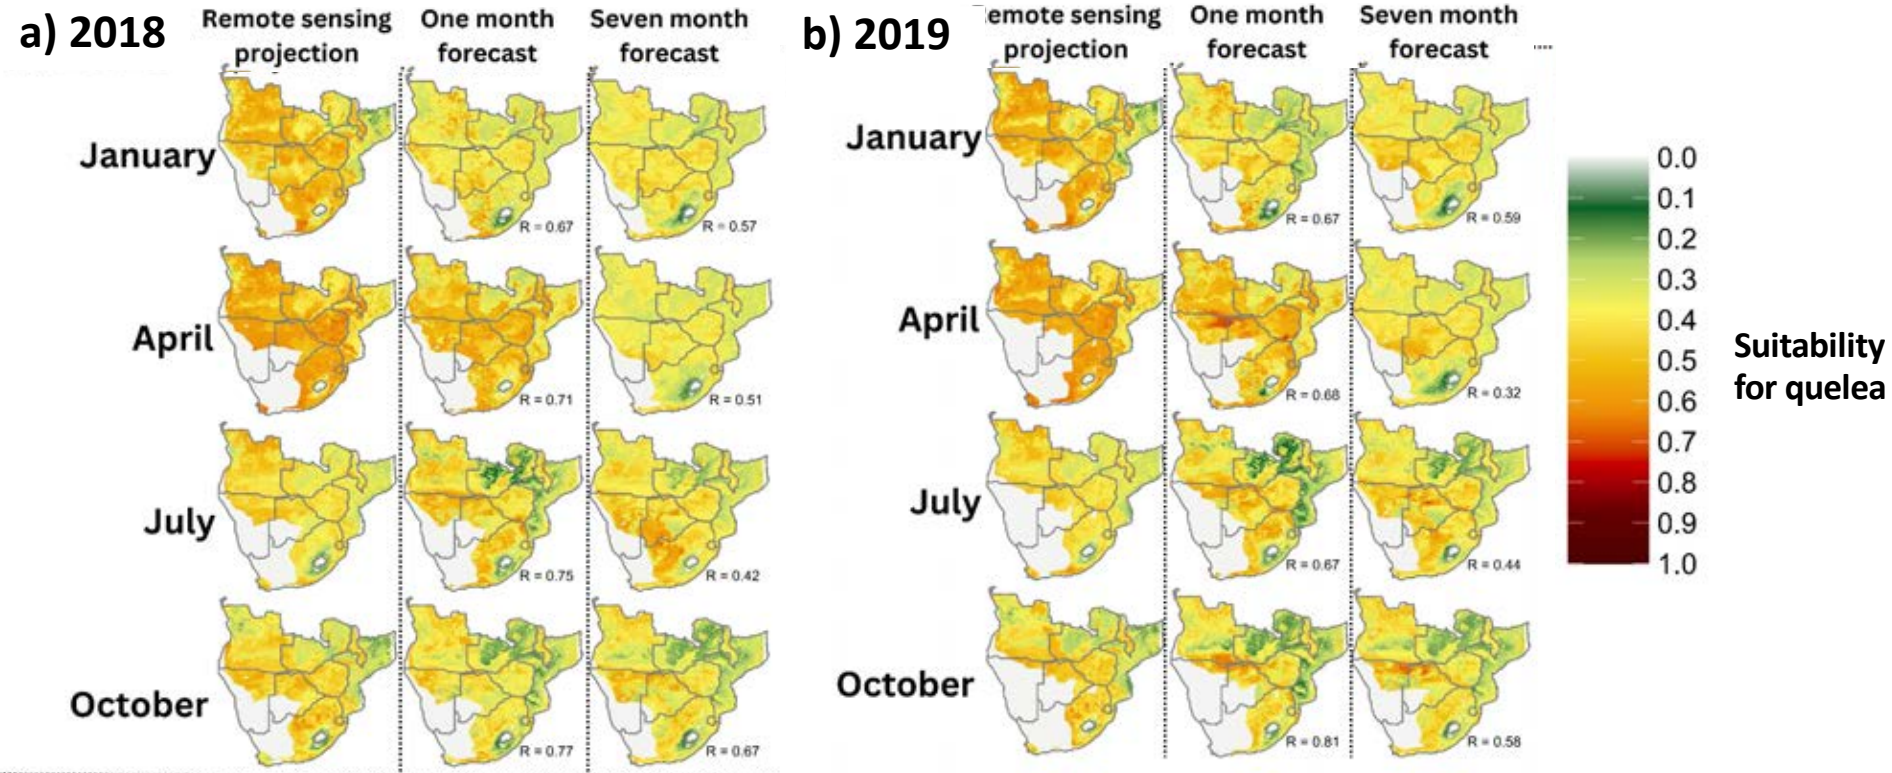 a) 2018
Remote sensing projection
One month forecast
Seven month forecast
January
R = 0.67
R = 0.57
April
R = 0.71
R = 0.51
July
R = 0.75
R = 0.42
October
R = 0.77
R = 0.67
b) 2019
emote sensing projection
One month forecast
Seven month forecast
January
R = 0.67
R = 0.59
April
R = 0.68
R = 0.32
July
R = 0.67
R = 0.44
October
R = 0.81
R = 0.58
0.0
0.1
0.2
0.3
0.4
0.5
0.6
0.7
0.8
0.9
1.0
Suitability
for quelea